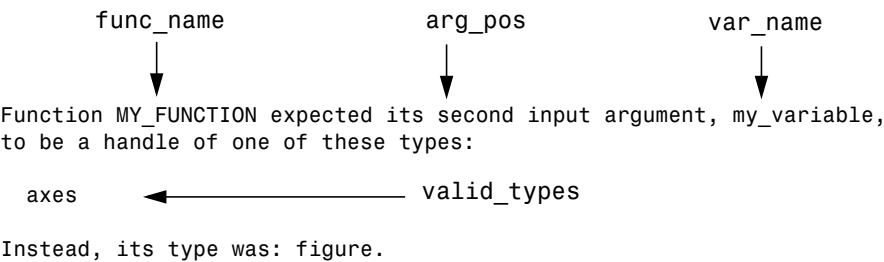 func_name arg_pos var_name
Function MY_FUNCTION expected its second input argument, my_variable,
to be a handle of one of these types:
axes valid_types
Instead, its type was: figure.